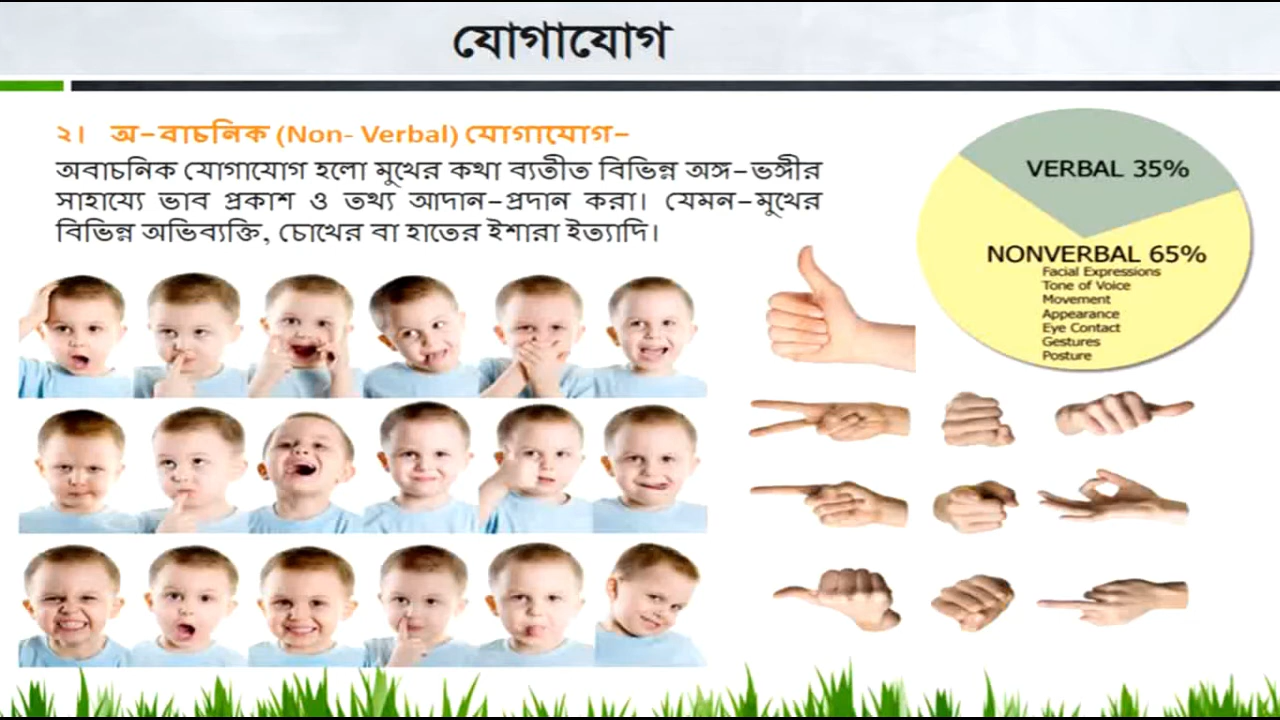 যোগাযোগ
২। অ-বাচনিক (Non- Verbal) যোগাযোগ-
অবাচনিক যোগাযোগ হলো মুখের কথা ব্যতীত বিভিন্ন অঙ্গ-ভঙ্গীর
সাহায্যে ভাব প্রকাশ ও তথ্য আদান-প্রদান করা। যেমন-মুখের
বিভিন্ন অভিব্যক্তি, চোখের বা হাতের ইশারা ইত্যাদি।
VERBAL 35%
NONVERBAL 65%
Facial Expressions
Tone of Voice
Movement
Appearance
Eye Contact
Gestures
Posture